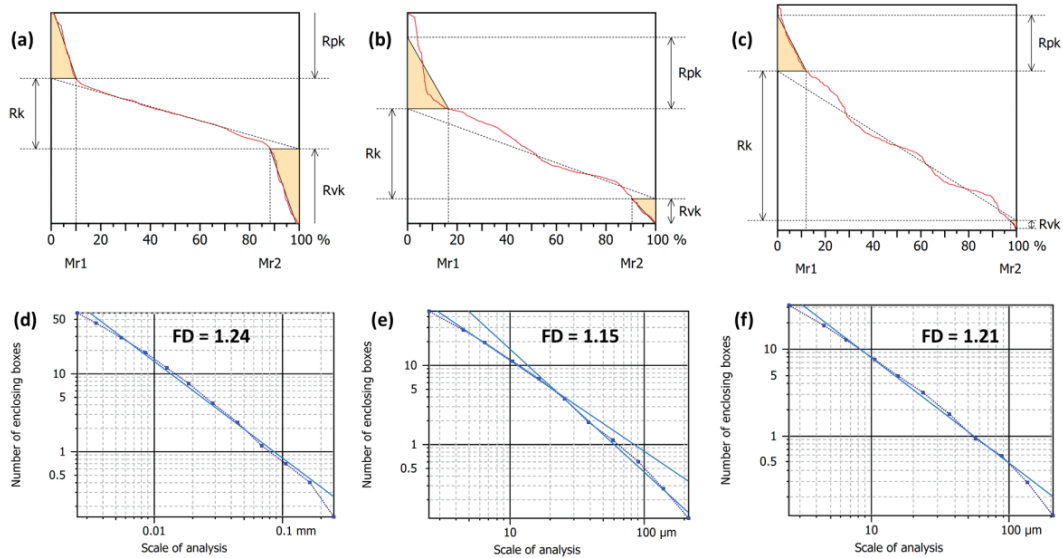 (a)
Rpk
Rk
Rvk
0 20 40 60 80 100 %
Mr1 Mr2
(b)
Rpk
Rk
Rvk
0 20 40 60 80 100 %
Mr1 Mr2
(c)
Rpk
Rk
Rvk
0 20 40 60 80 100 %
Mr1 Mr2
(d)
FD = 1.24
Number of enclosing boxes
50
10
5
1
0.5
0.01 0.1 mm
Scale of analysis
(e)
FD = 1.15
Number of enclosing boxes
10
5
1
0.5
10 100 µm
Scale of analysis
(f)
FD = 1.21
Number of enclosing boxes
10
5
1
0.5
10 100 µm
Scale of analysis